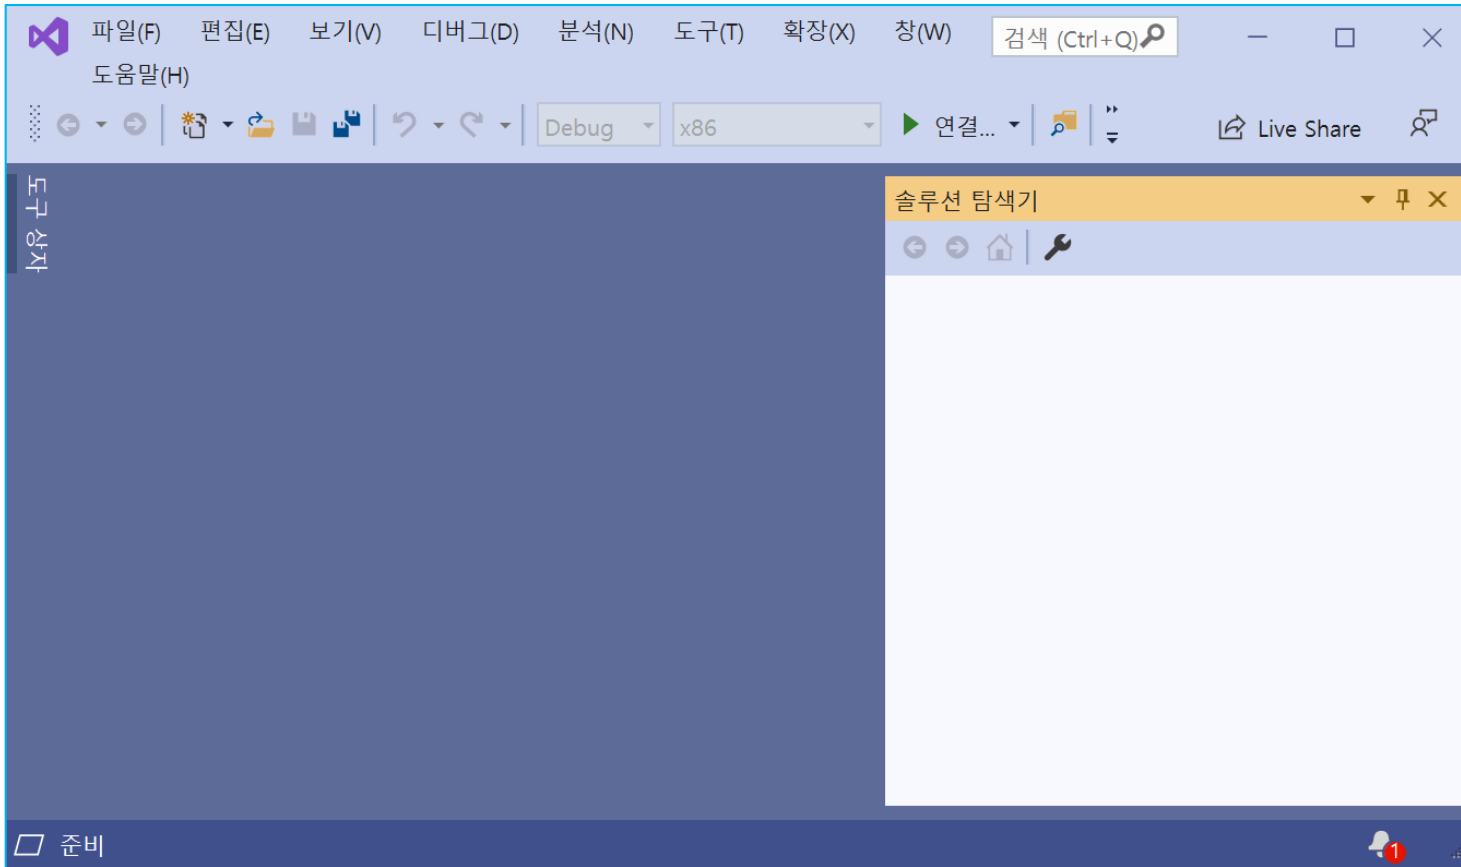 파일(F) 편집(E) 보기(V) 디버그(D) 분석(N) 도구(T) 확장(X) 창(W) 검색 (Ctrl+Q)
도움말(H)
Debug x86 연결... Live Share
도구 상자
솔루션 탐색기
준비 1